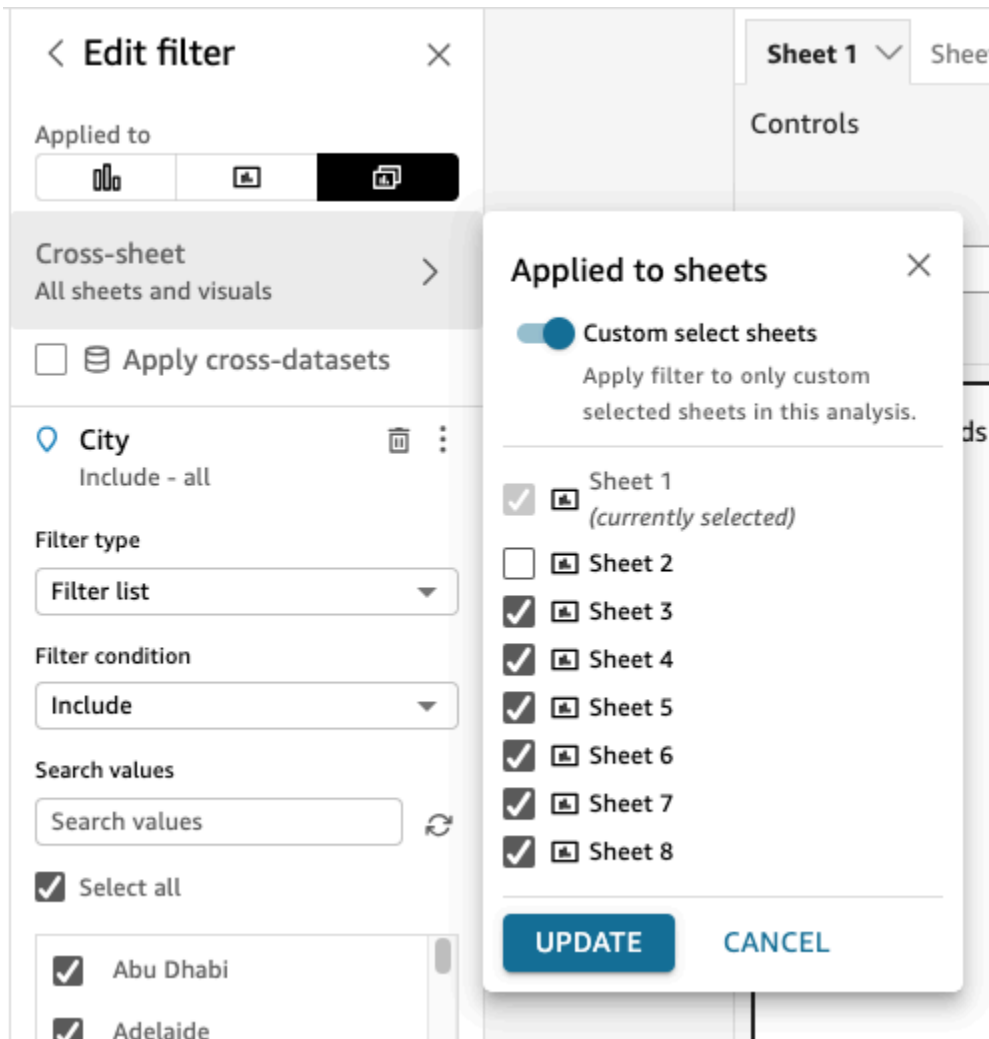 Edit filter
Applied to
Cross-sheet
All sheets and visuals
Apply cross-datasets
City
Include - all
Filter type
Filter list
Filter condition
Include
Search values
Search values
Select all
Abu Dhabi
Adelaide
Sheet 1
Controls
Applied to sheets
Custom select sheets
Apply filter to only custom
selected sheets in this analysis.
Sheet 1
(currently selected)
Sheet 2
Sheet 3
Sheet 4
Sheet 5
Sheet 6
Sheet 7
Sheet 8
UPDATE
CANCEL